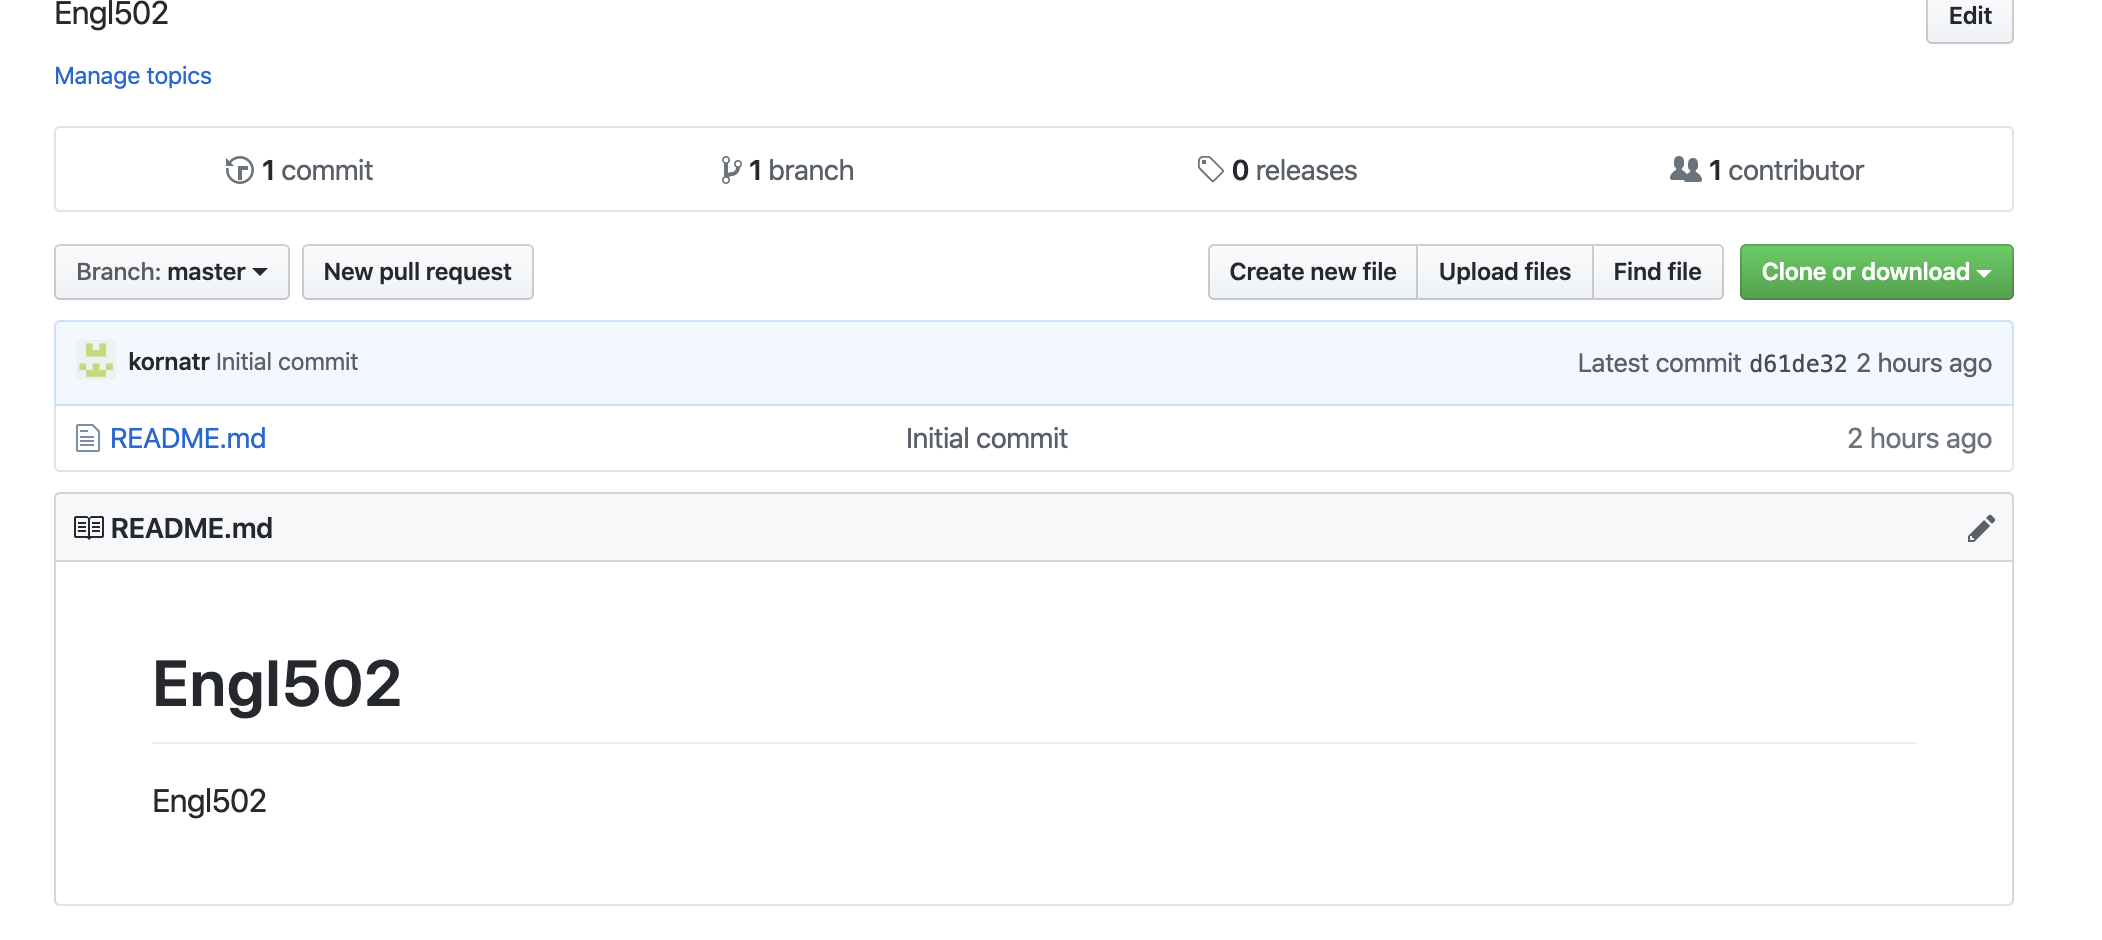 Engl502
Edit
Manage topics
1 commit
1 branch
0 releases
1 contributor
Branch: master
New pull request
Create new file
Upload files
Find file
Clone or download
kornatr Initial commit
Latest commit d61de32 2 hours ago
README.md
Initial commit
2 hours ago
README.md
Engl502
Engl502